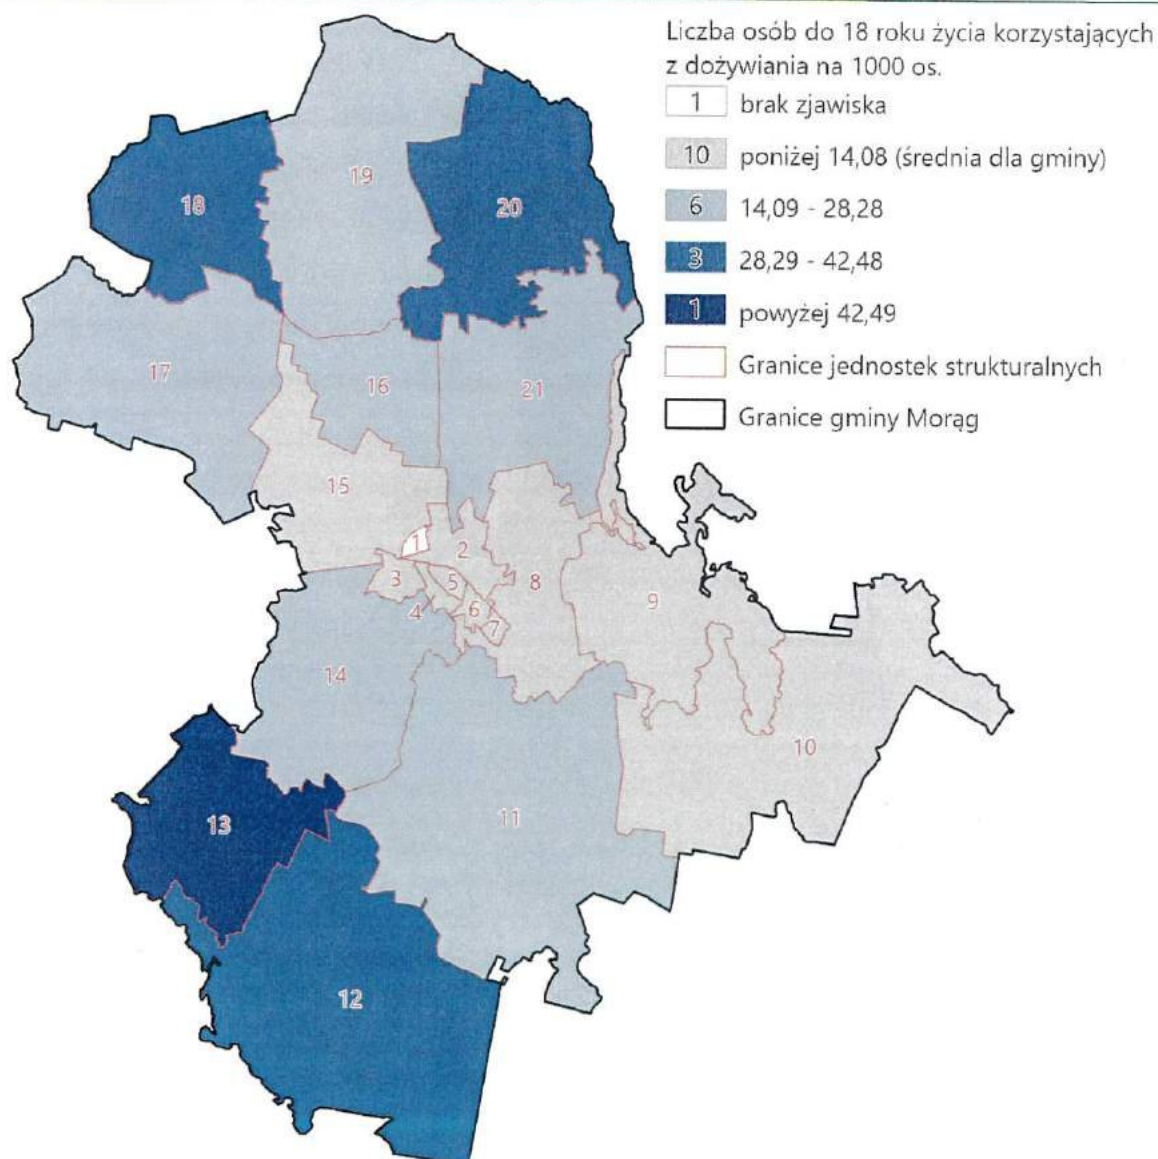 Liczba osób do 18 roku życia korzystających
z dożywiania na 1000 os.
1 brak zjawiska
10 poniżej 14,08 (średnia dla gminy)
6 14,09 - 28,28
3 28,29 - 42,48
1 powyżej 42,49
Granice jednostek strukturalnych
Granice gminy Morąg
19
18
20
17
16
21
15
1
2
3
5
8
4
6
9
7
14
10
11
13
12